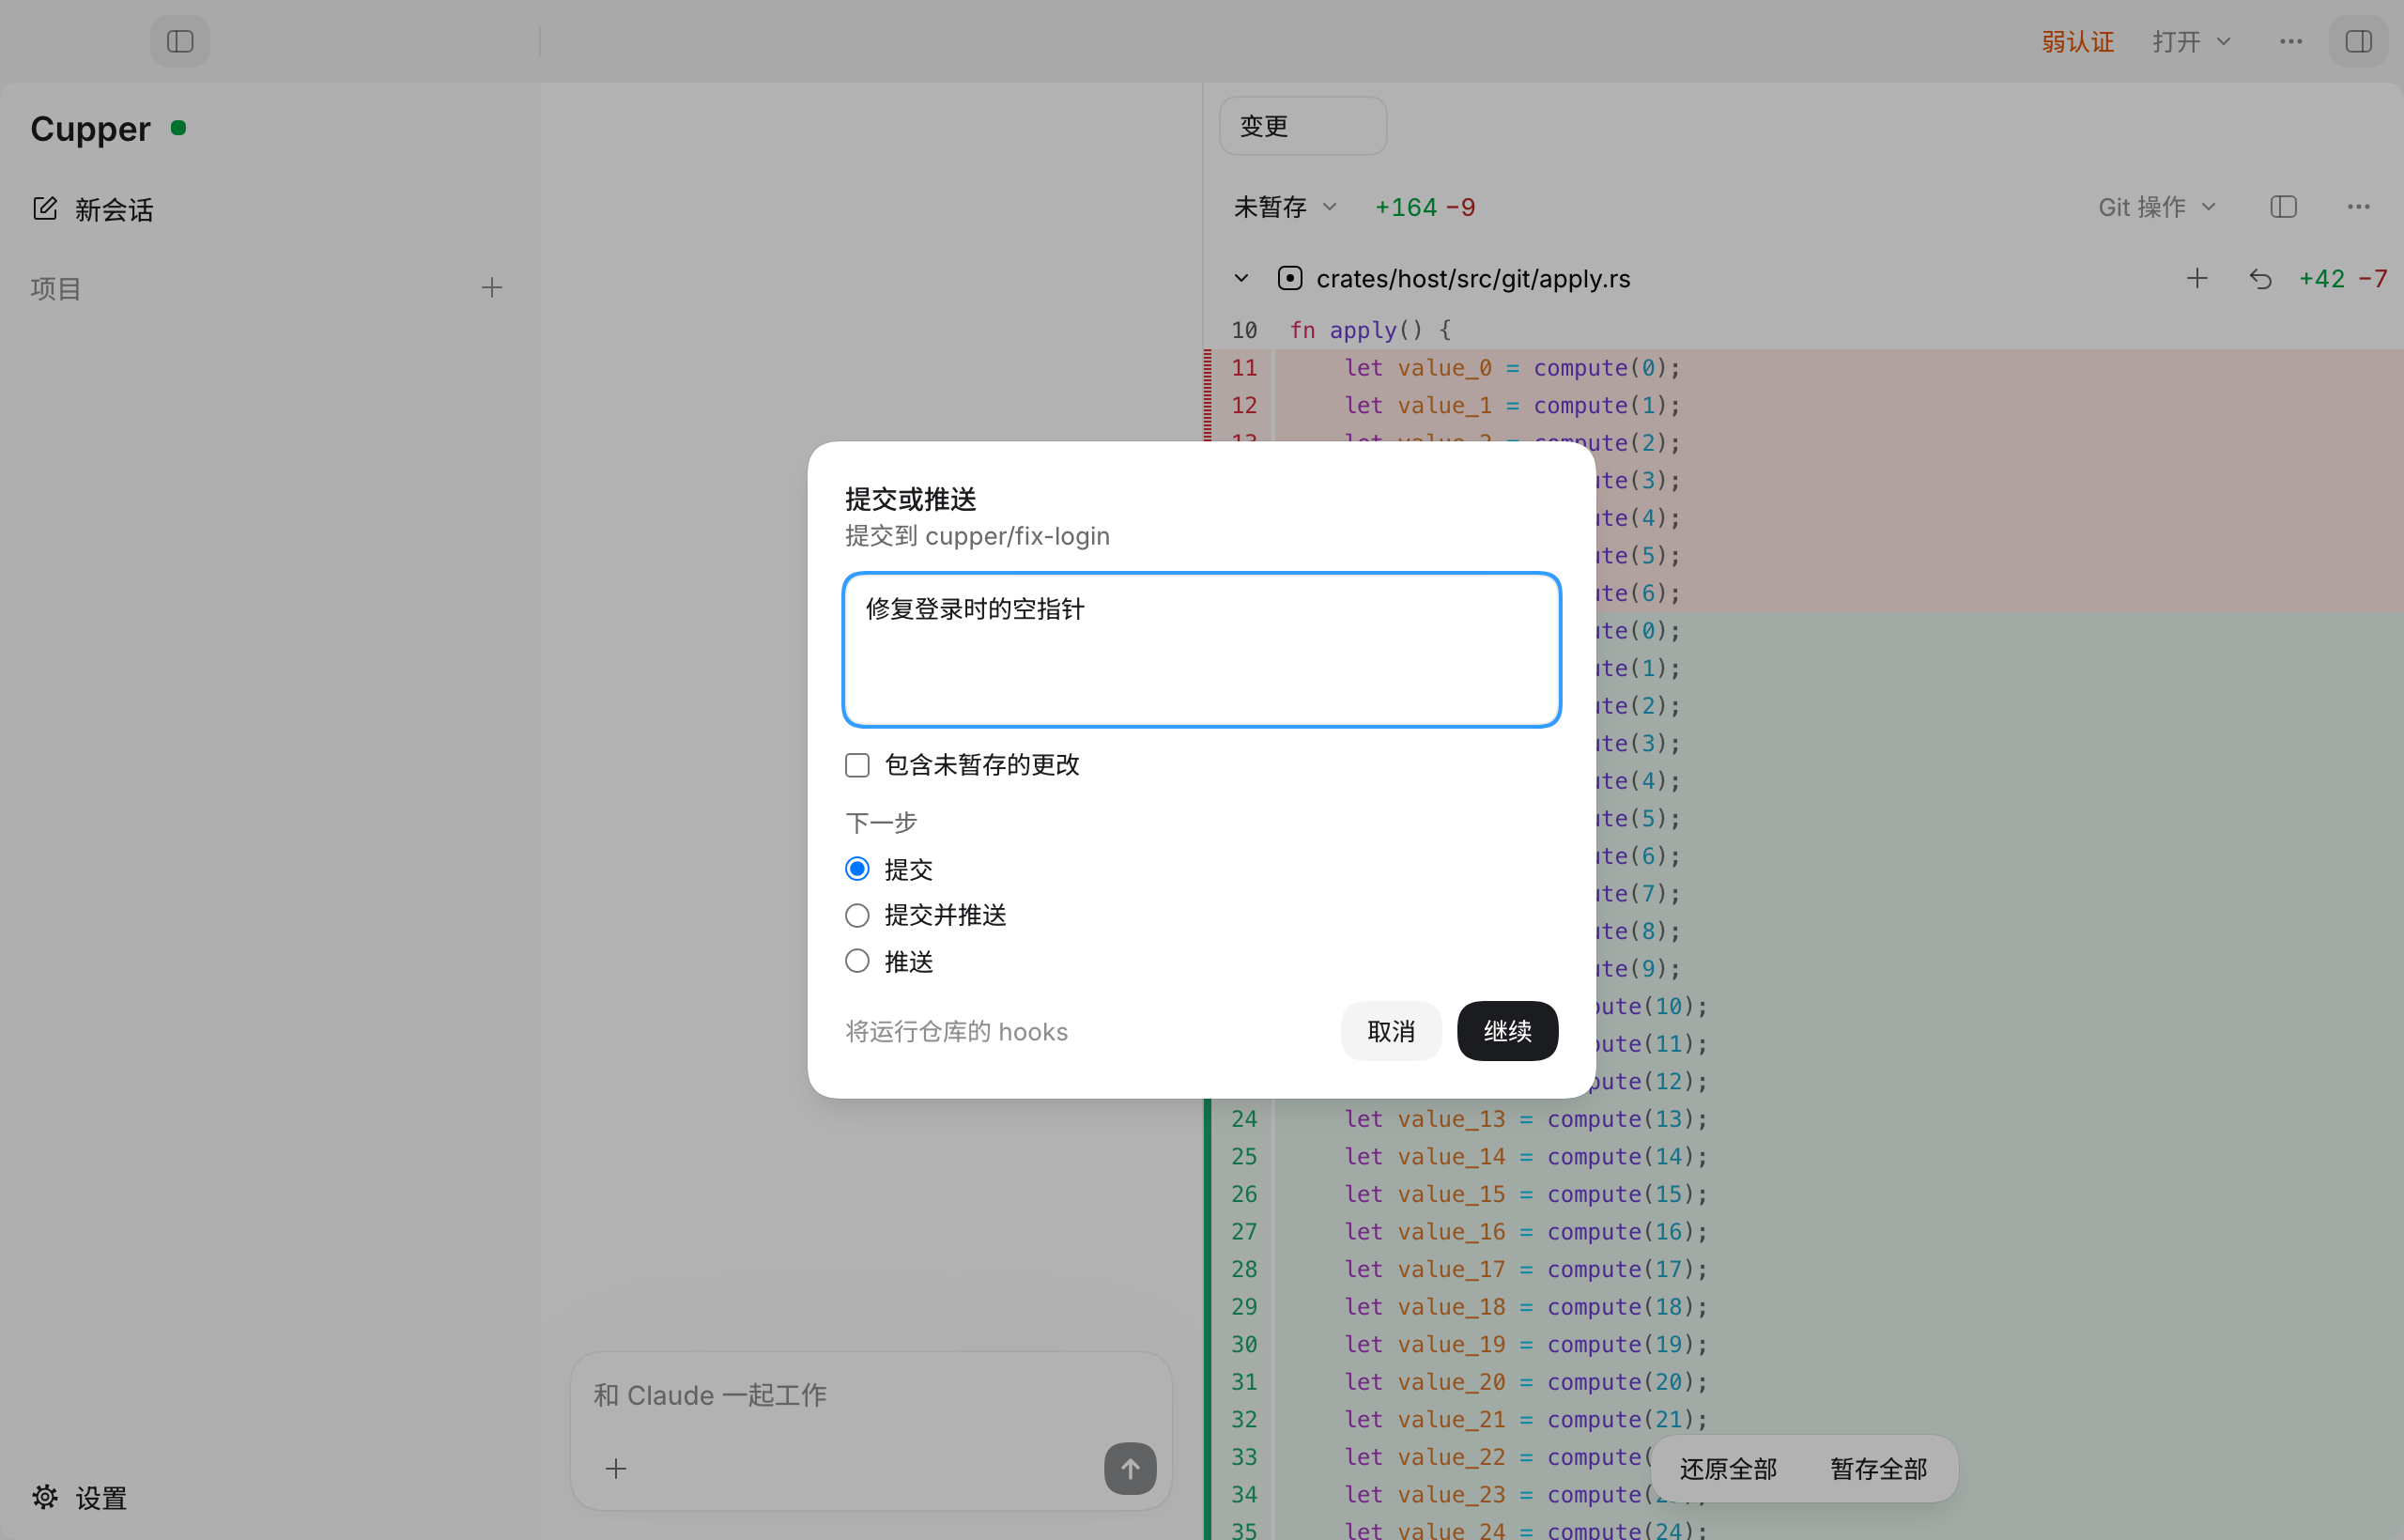 弱认证 打开
Cupper
新会话
项目
变更
未暂存 +164 −9 Git 操作
crates/host/src/git/apply.rs +42 −7
10 fn apply() {
11 let value_0 = compute(0);
12 let value_1 = compute(1);
提交或推送
提交到 cupper/fix-login
修复登录时的空指针
包含未暂存的更改
下一步
提交
提交并推送
推送
将运行仓库的 hooks 取消 继续
24 let value_13 = compute(13);
25 let value_14 = compute(14);
26 let value_15 = compute(15);
27 let value_16 = compute(16);
28 let value_17 = compute(17);
29 let value_18 = compute(18);
30 let value_19 = compute(19);
31 let value_20 = compute(20);
32 let value_21 = compute(21);
33 let value_22 = compute(
34 let value_23 = compute(
35 let value_24 = compute(24);
还原全部 暂存全部
和 Claude 一起工作
设置